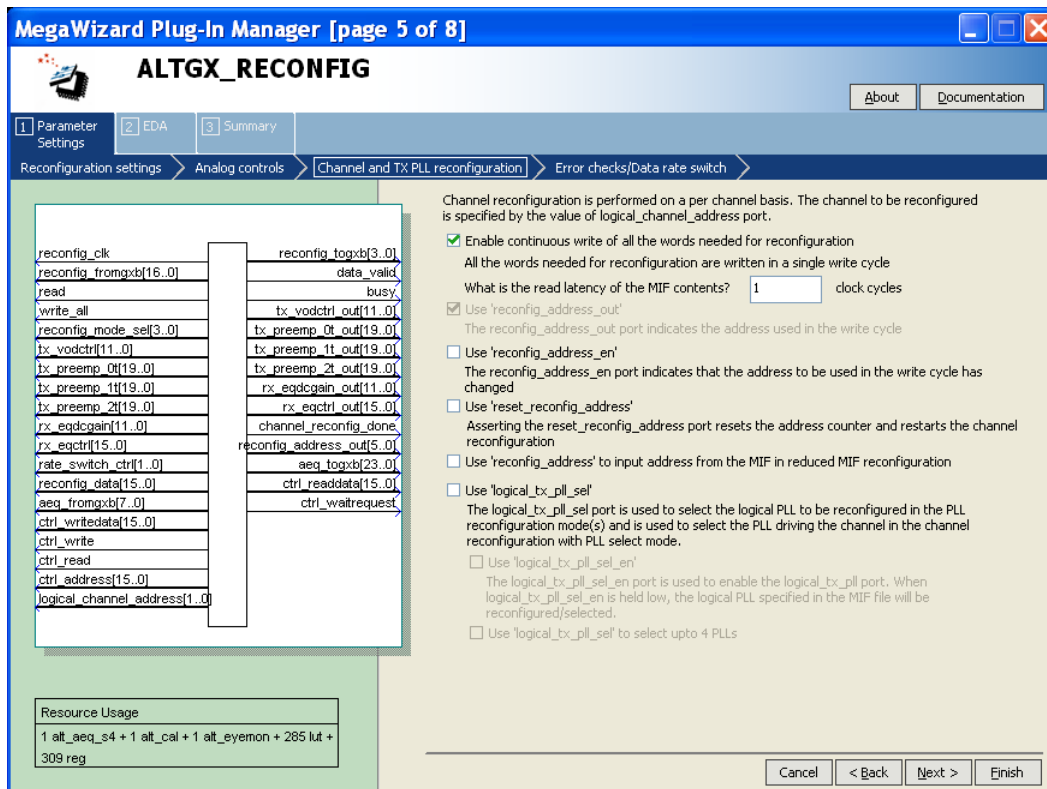 MegaWizard Plug-In Manager [page 5 of 8]
ALTGX_RECONFIG
About
Documentation
1 Parameter Settings
2 EDA
3 Summary
Reconfiguration settings
Analog controls
Channel and TX PLL reconfiguration
Error checks/Data rate switch
reconfig_clk
reconfig_fromgxb[16..0]
read
write_all
reconfig_mode_sel[3..0]
tx_vodctrl[11..0]
tx_preemp_0t[19..0]
tx_preemp_1t[19..0]
tx_preemp_2t[19..0]
rx_eqdcgain[11..0]
rx_eqctrl[15..0]
rate_switch_ctrl[1..0]
reconfig_data[15..0]
aeq_fromgxb[7..0]
ctrl_writedata[15..0]
ctrl_write
ctrl_read
ctrl_address[15..0]
logical_channel_address[1..0]
reconfig_togxb[3..0]
data_valid
busy
tx_vodctrl_out[11..0]
tx_preemp_0t_out[19..0]
tx_preemp_1t_out[19..0]
tx_preemp_2t_out[19..0]
rx_eqdcgain_out[11..0]
rx_eqctrl_out[15..0]
channel_reconfig_done
reconfig_address_out[5..0]
aeq_togxb[23..0]
ctrl_readdata[15..0]
ctrl_waitrequest
Resource Usage
1 alt_aeq_s4 + 1 alt_cal + 1 alt_eyemon + 285 lut +
309 reg
Channel reconfiguration is performed on a per channel basis. The channel to be reconfigured
is specified by the value of logical_channel_address port.
Enable continuous write of all the words needed for reconfiguration
All the words needed for reconfiguration are written in a single write cycle
What is the read latency of the MIF contents? 1 clock cycles
Use 'reconfig_address_out'
The reconfig_address_out port indicates the address used in the write cycle
Use 'reconfig_address_en'
The reconfig_address_en port indicates that the address to be used in the write cycle has
changed
Use 'reset_reconfig_address'
Asserting the reset_reconfig_address port resets the address counter and restarts the channel
reconfiguration
Use 'reconfig_address' to input address from the MIF in reduced MIF reconfiguration
Use 'logical_tx_pll_sel'
The logical_tx_pll_sel port is used to select the logical PLL to be reconfigured in the PLL
reconfiguration mode(s) and is used to select the PLL driving the channel in the channel
reconfiguration with PLL select mode.
Use 'logical_tx_pll_sel_en'
The logical_tx_pll_sel_en port is used to enable the logical_tx_pll port. When
logical_tx_pll_sel_en is held low, the logical PLL specified in the MIF file will be
reconfigured/selected.
Use 'logical_tx_pll_sel' to select upto 4 PLLs
Cancel
< Back
Next >
Finish